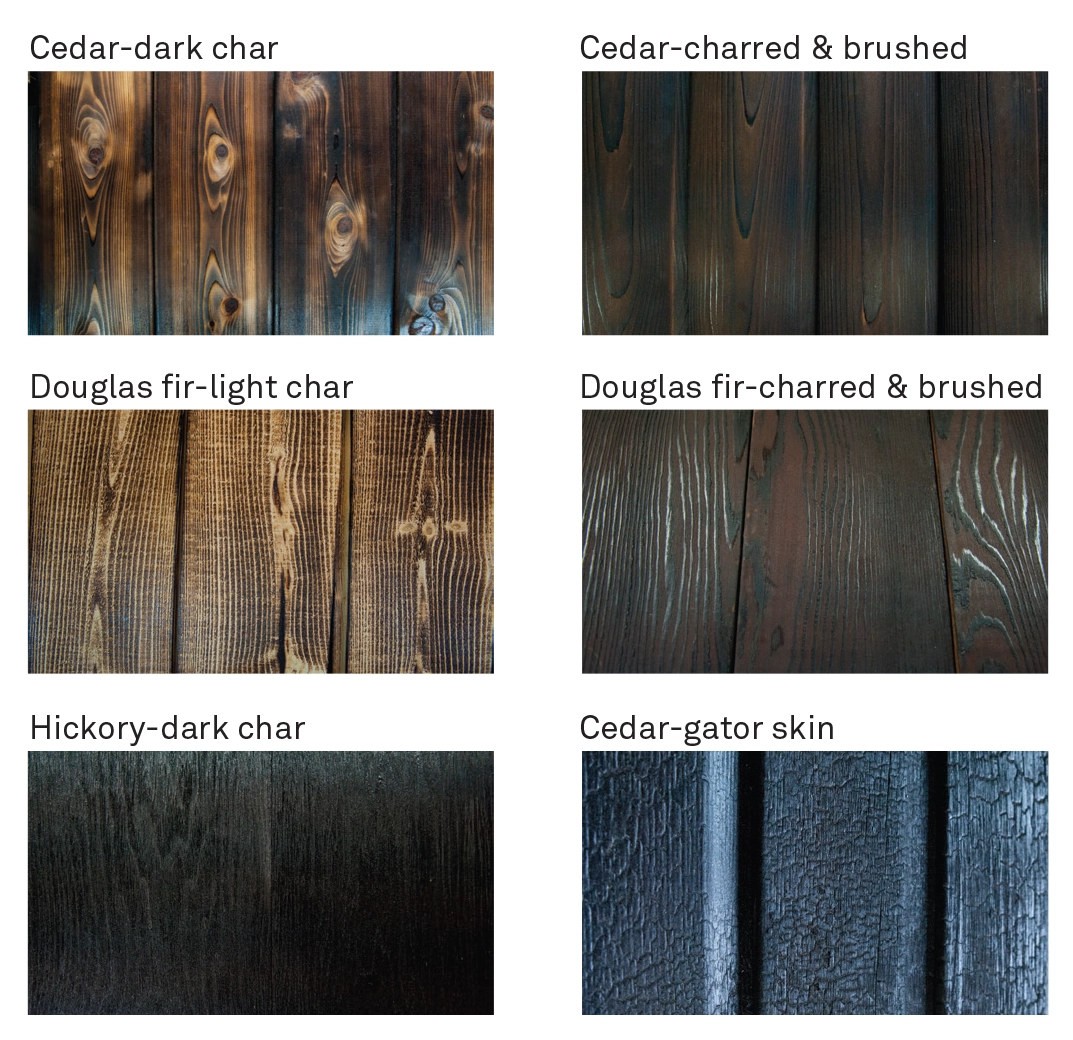 Cedar-dark char
Cedar-charred & brushed
Douglas fir-light char
Douglas fir-charred & brushed
Hickory-dark char
Cedar-gator skin